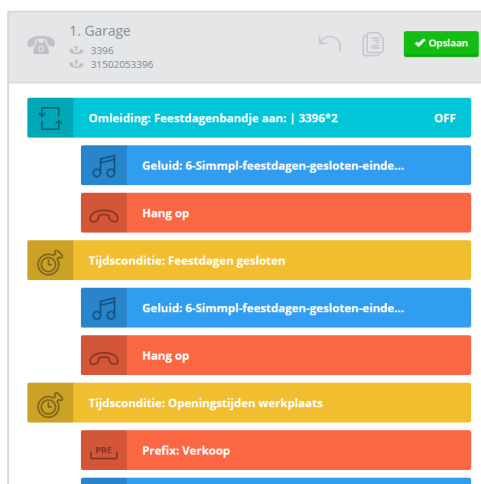 1. Garage
3396
31502053396
Opslaan
Omleiding: Feestdagenbandje aan: | 3396*2 OFF
Geluid: 6-Simmpl-feestdagen-gesloten-einde...
Hang op
Tijdsconditie: Feestdagen gesloten
Geluid: 6-Simmpl-feestdagen-gesloten-einde...
Hang op
Tijdsconditie: Openingstijden werkplaats
PRE Prefix: Verkoop